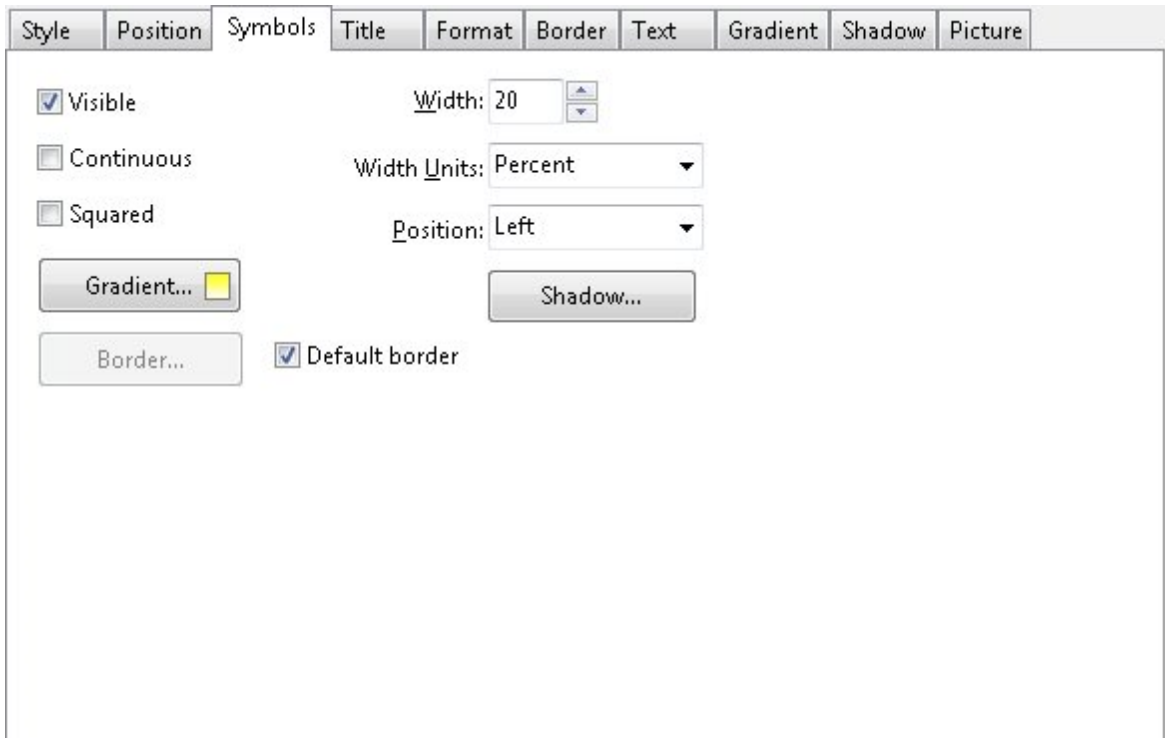 Style Position Symbols Title Format Border Text Gradient Shadow Picture
Visible Width: 20
Continuous Width Units: Percent
Squared Position: Left
Gradient... Shadow...
Border... Default border